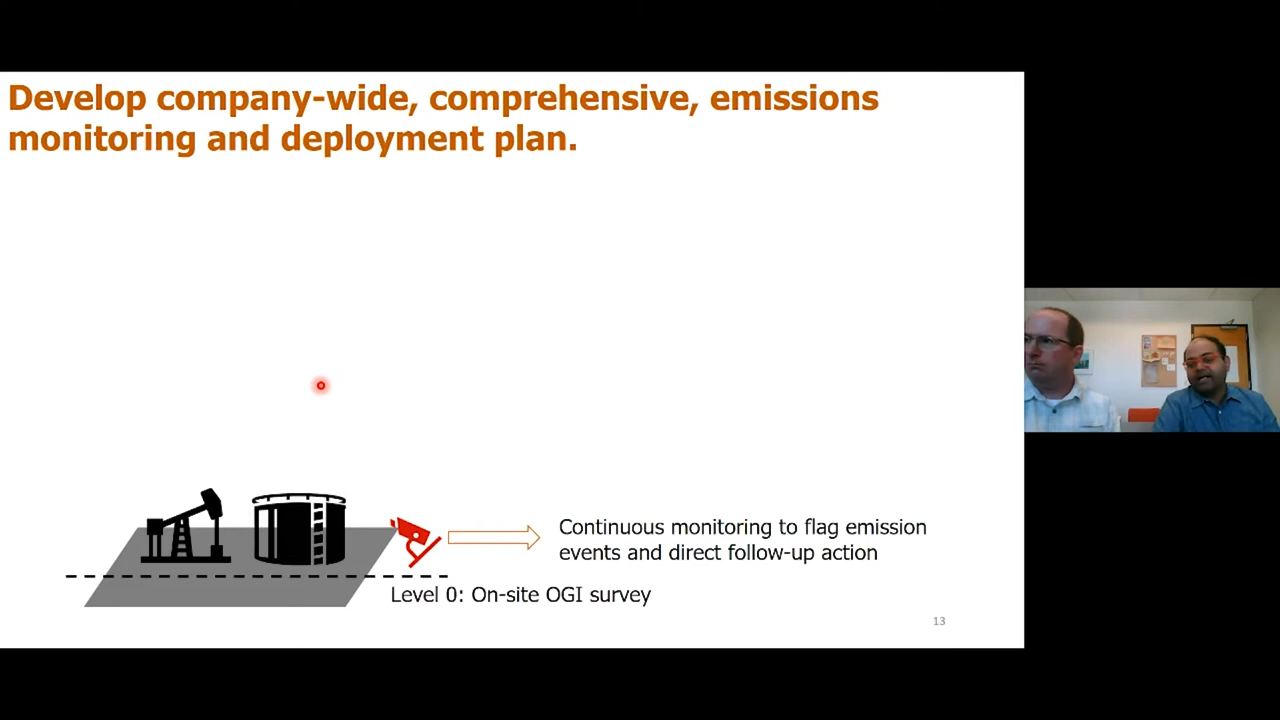 Develop company-wide, comprehensive, emissions
monitoring and deployment plan.
Continuous monitoring to flag emission
events and direct follow-up action
Level 0: On-site OGI survey
13